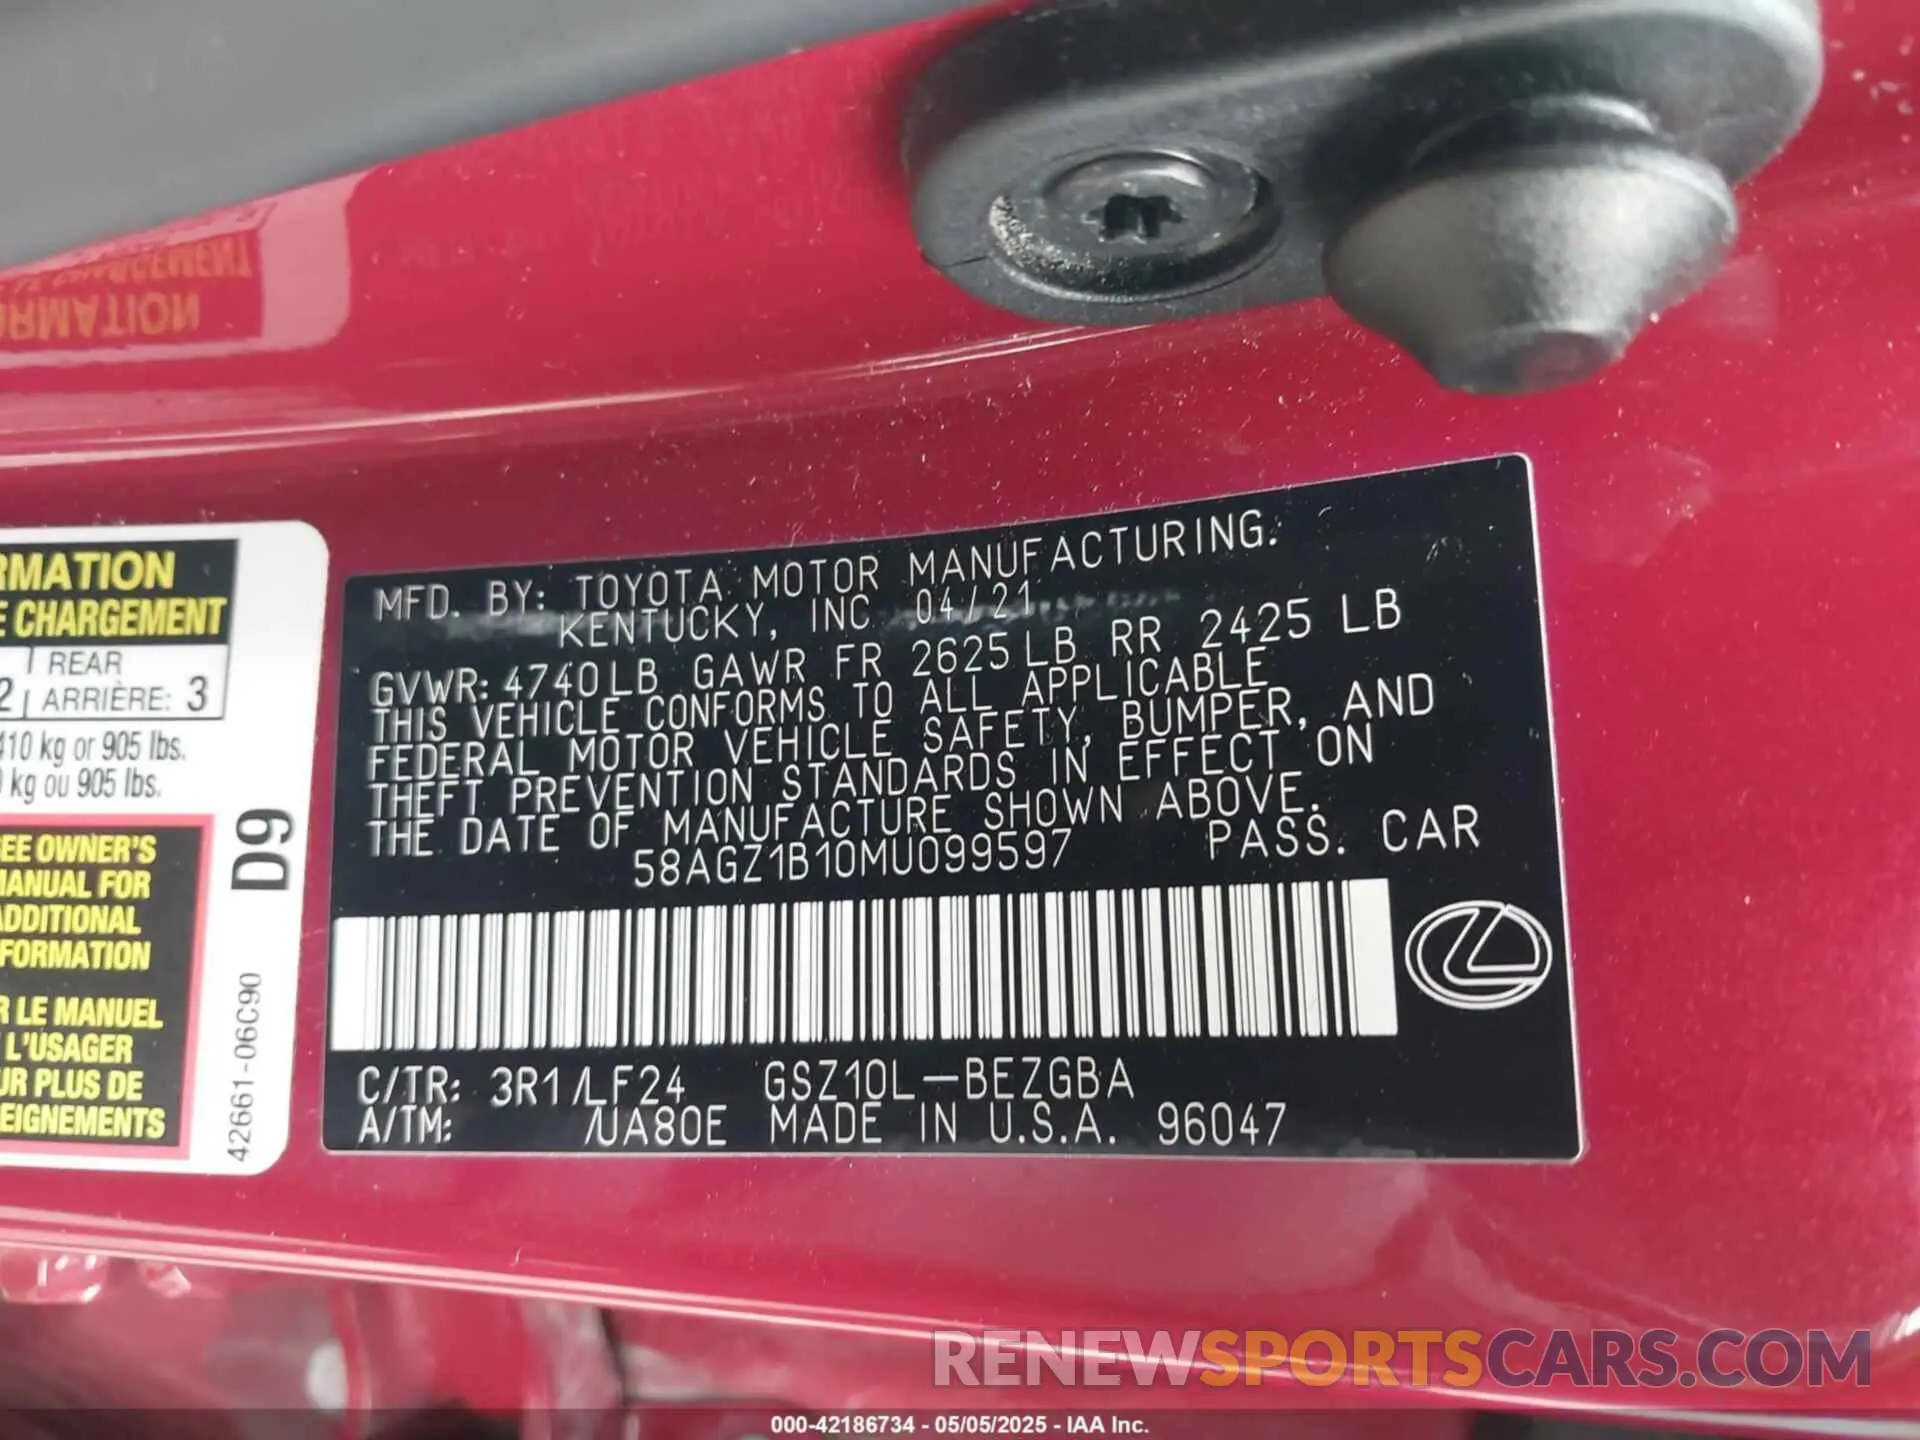 RMATION
E CHARGEMENT
2 REAR
ARRIÈRE: 3
410 kg or 905 lbs.
kg ou 905 lbs.
EE OWNER'S
MANUAL FOR
ADDITIONAL
FORMATION
R LE MANUEL
L'USAGER
UR PLUS DE
EIGNEMENTS
D9
42661-06C90
MFD. BY: TOYOTA MOTOR MANUFACTURING.
KENTUCKY, INC 04/21
GVWR: 4740LB GAWR FR 2625LB RR 2425 LB
THIS VEHICLE CONFORMS TO ALL APPLICABLE
FEDERAL MOTOR VEHICLE SAFETY, BUMPER, AND
THEFT PREVENTION STANDARDS IN EFFECT ON
THE DATE OF MANUFACTURE SHOWN ABOVE.
58AGZ1B10MU099597 PASS. CAR
C/TR: 3R1/LF24 GSZ10L-BEZGBA
A/TM: /UA80E MADE IN U.S.A. 96047
RENEWSPORTSCARS.COM
000-42186734 - 05/05/2025 - IAA Inc.